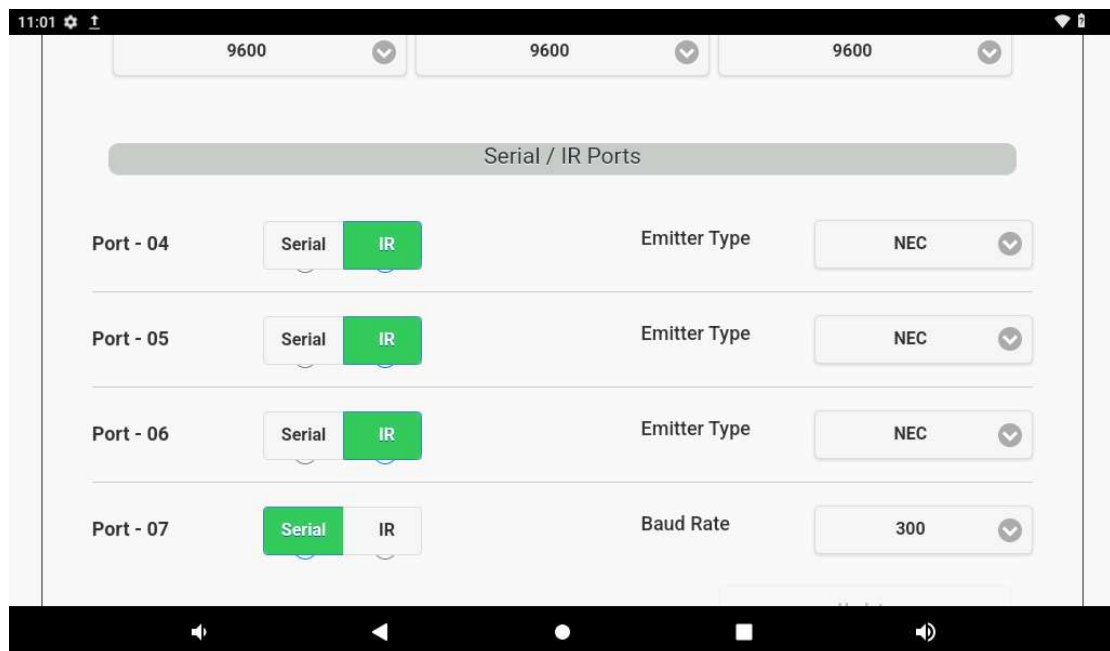 11:01
9600 9600 9600
Serial / IR Ports
Port - 04 Serial IR Emitter Type NEC
Port - 05 Serial IR Emitter Type NEC
Port - 06 Serial IR Emitter Type NEC
Port - 07 Serial IR Baud Rate 300